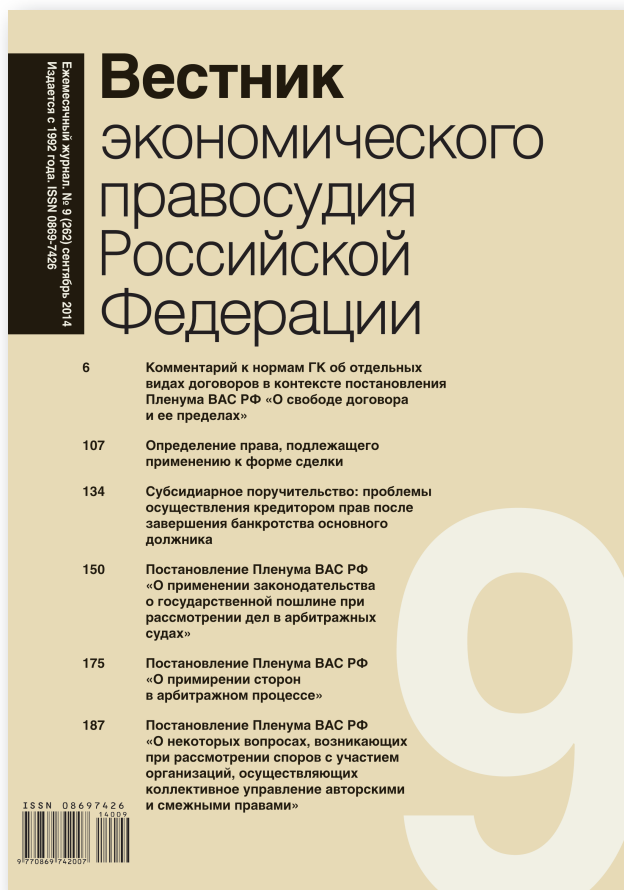 Ежемесячный журнал. № 9 (262) сентябрь 2014
Издается с 1992 года. ISSN 0869-7426
Вестник
экономического
правосудия
Российской
Федерации
6
Комментарий к нормам ГК об отдельных
видах договоров в контексте постановления
Пленума ВАС РФ «О свободе договора
и ее пределах»
107
Определение права, подлежащего
применению к форме сделки
134
Субсидиарное поручительство: проблемы
осуществления кредитором прав после
завершения банкротства основного
должника
150
Постановление Пленума ВАС РФ
«О применении законодательства
о государственной пошлине при
рассмотрении дел в арбитражных
судах»
175
Постановление Пленума ВАС РФ
«О примирении сторон
в арбитражном процессе»
187
Постановление Пленума ВАС РФ
«О некоторых вопросах, возникающих
при рассмотрении споров с участием
организаций, осуществляющих
коллективное управление авторскими
и смежными правами»
9
ISSN 08697426
14009
9 770869 742007